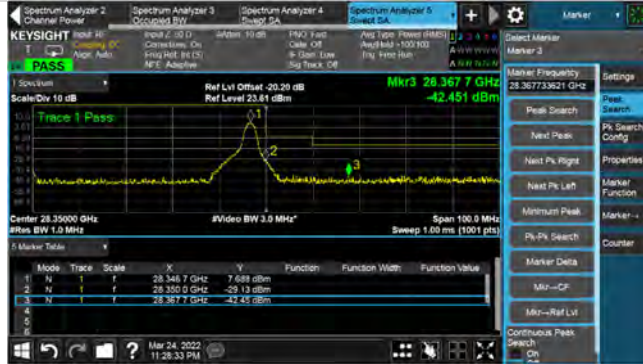 Spectrum Analyzer 2
Channel Power
Spectrum Analyzer 3
Occupied BW
Spectrum Analyzer 4
Swept SA
Spectrum Analyzer 5
Swept SA
Marker
KEYSIGHT
Input: RF
Coupling: DC
Align: Auto
Input Z: 50 Ω
Corrections: On
Freq Ref: Int (S)
NFE: Adaptive
#Atten: 10 dB
PNO: Fast
Gate: Off
IF Gain: Low
Sig Track: Off
Avg Type: Power (RMS)
Avg|Hold: >100/100
Trig: Free Run
PASS
Select Marker
Marker 3
1 Spectrum
Scale/Div 10 dB
Ref Lvl Offset -20.20 dB
Ref Level 23.61 dBm
Mkr3 28.367 7 GHz
-42.451 dBm
Trace 1 Pass
1
2
3
Center 28.35000 GHz
#Res BW 1.0 MHz
#Video BW 3.0 MHz*
Span 100.0 MHz
Sweep 1.00 ms (1001 pts)
5 Marker Table
Mode Trace Scale X Y Function Function Width Function Value
1 N 1 f 28.346 7 GHz 7.688 dBm
2 N 1 f 28.350 0 GHz -29.13 dBm
3 N 1 f 28.367 7 GHz -42.45 dBm
4
5
6
Marker Frequency
28.367733621 GHz
Peak Search
Next Peak
Next Pk Right
Next Pk Left
Minimum Peak
Pk-Pk Search
Marker Delta
Mkr→CF
Mkr→Ref Lvl
Continuous Peak
Search
On
Off
Settings
Peak
Search
Pk Search
Config
Properties
Marker
Function
Marker→
Counter
?
Mar 24, 2022
11:28:33 PM